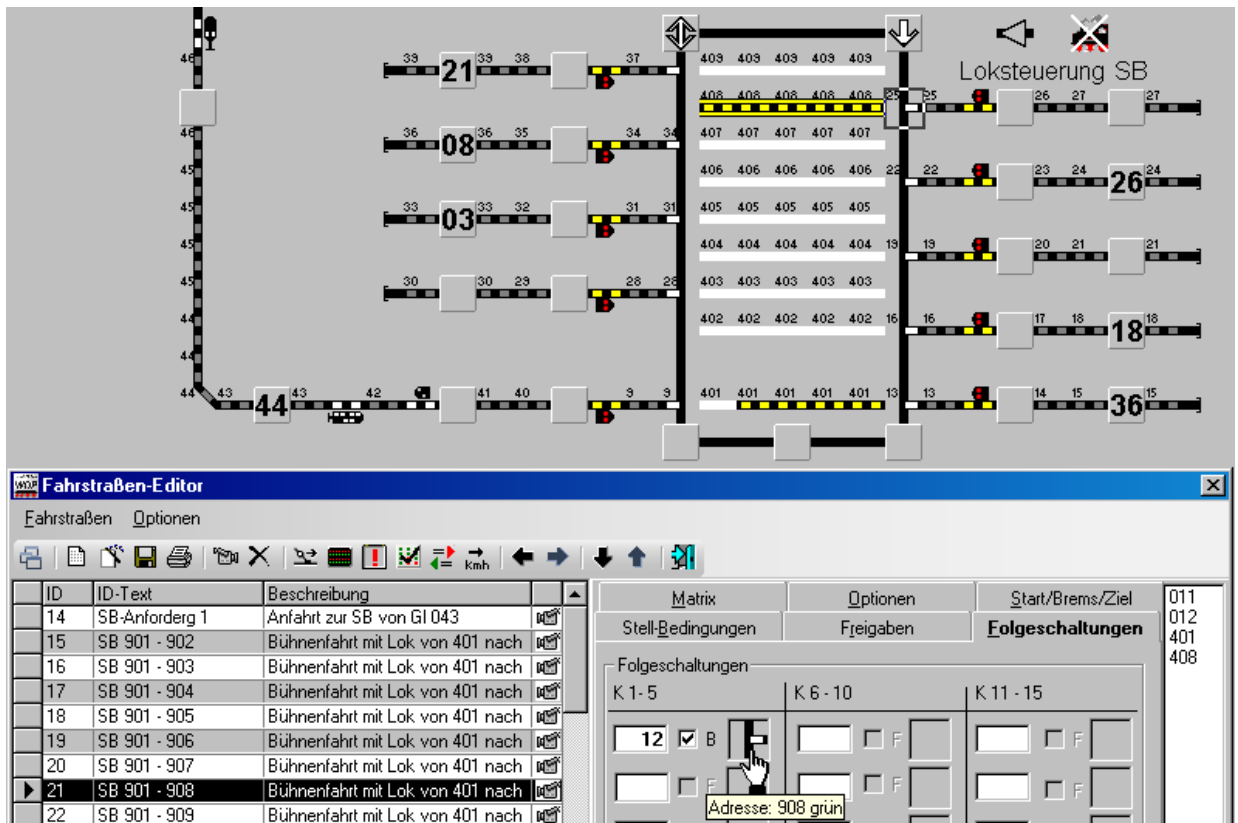 409 409 409 409 409
46 39 21 39 38 37
Loksteuerung SB
408 408 408 408 408 25 25 26 27 27
46 36 08 36 35 34 34 407 407 407 407 407
45 406 406 406 406 406 22 22 23 24 26 24
45 33 03 33 32 31 31 405 405 405 405 405
45 404 404 404 404 404 19 19 20 21 21
45 30 30 29 28 28 403 403 403 403 403
44 402 402 402 402 402 16 16 17 18 18 18
44
44 43 44 43 42 41 40 9 9 401 401 401 401 401 13 13 14 15 36 15
Fahrstraßen-Editor
Fahrstraßen Optionen
Kmh
ID ID-Text Beschreibung
14 SB-Anforderg 1 Anfahrt zur SB von Gl 043
15 SB 901 - 902 Bühnenfahrt mit Lok von 401 nach
16 SB 901 - 903 Bühnenfahrt mit Lok von 401 nach
17 SB 901 - 904 Bühnenfahrt mit Lok von 401 nach
18 SB 901 - 905 Bühnenfahrt mit Lok von 401 nach
19 SB 901 - 906 Bühnenfahrt mit Lok von 401 nach
20 SB 901 - 907 Bühnenfahrt mit Lok von 401 nach
21 SB 901 - 908 Bühnenfahrt mit Lok von 401 nach
22 SB 901 - 909 Bühnenfahrt mit Lok von 401 nach
Matrix Optionen Start/Brems/Ziel
Stell-Bedingungen Freigaben Folgeschaltungen
Folgeschaltungen
K 1- 5 K 6 - 10 K 11 - 15
12 B F F
F F F
Adresse: 908 grün
011
012
401
408